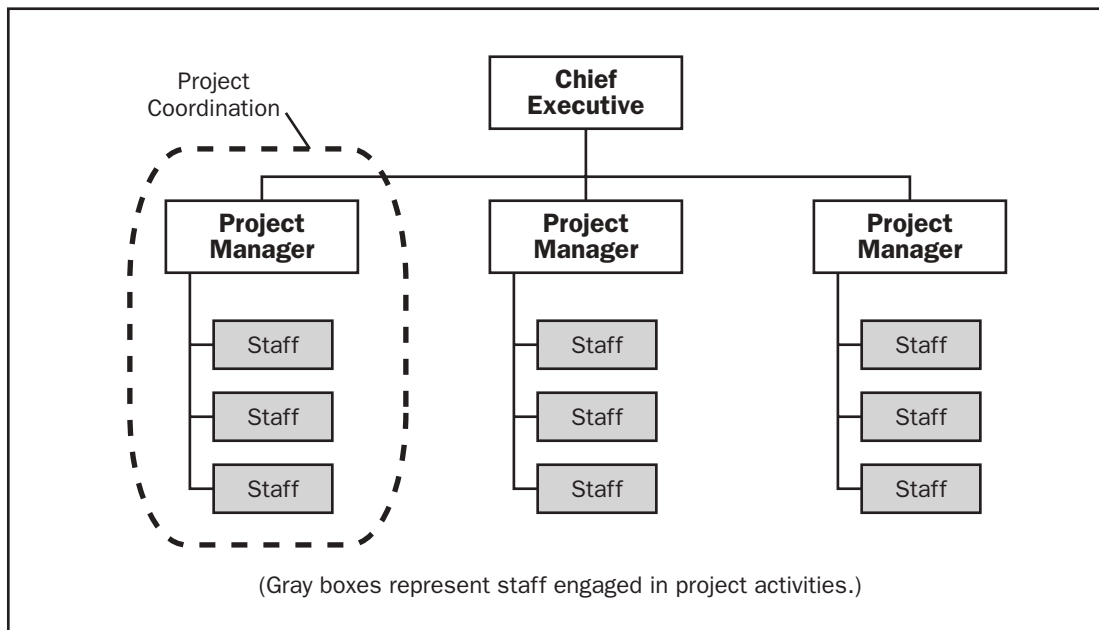 Project
Coordination
Chief
Executive
Project
Manager
Project
Manager
Project
Manager
Staff
Staff
Staff
Staff
Staff
Staff
Staff
Staff
Staff
(Gray boxes represent staff engaged in project activities.)